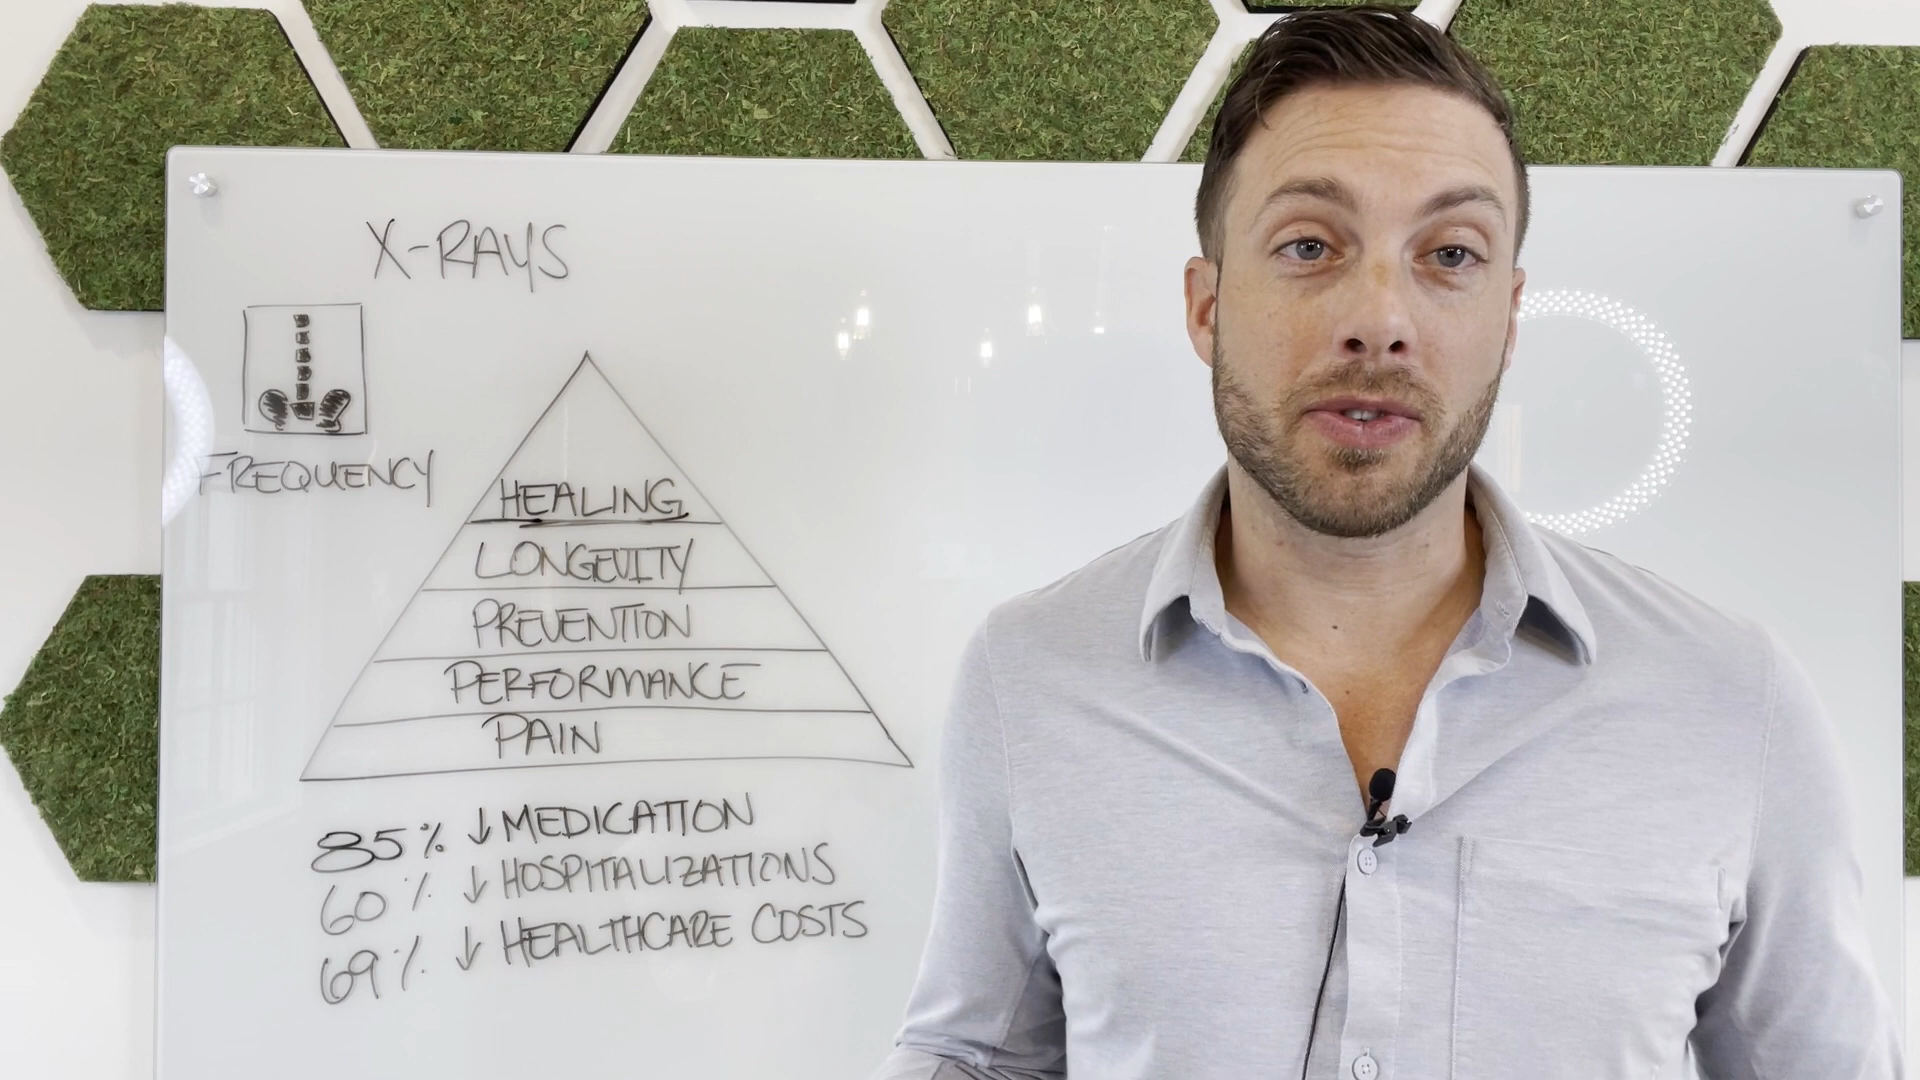 X-RAYS
FREQUENCY
HEALING
LONGEVITY
PREVENTION
PERFORMANCE
PAIN
85% ↓ MEDICATION
60% ↓ HOSPITALIZATIONS
69% ↓ HEALTHCARE COSTS